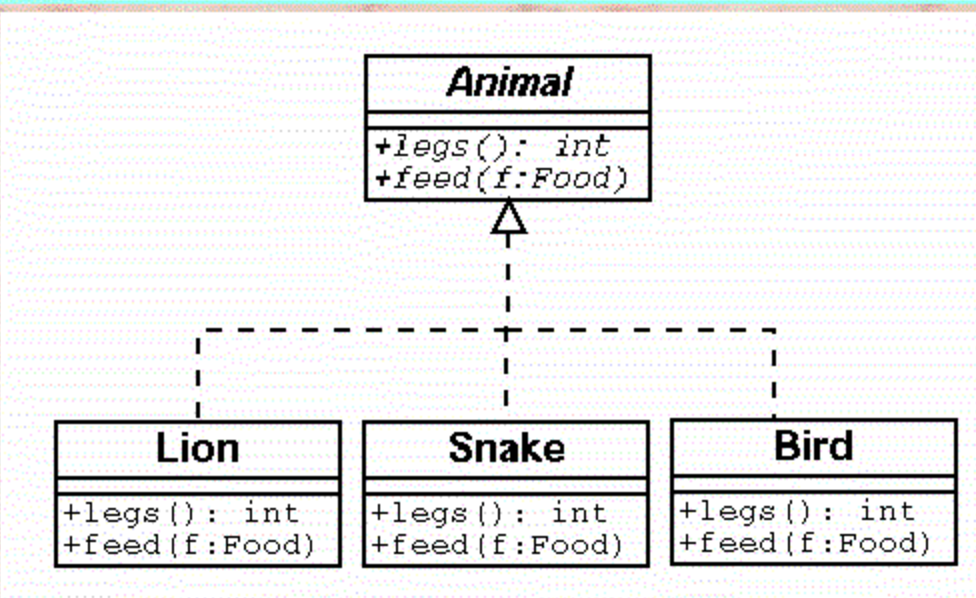 Animal
+legs(): int
+feed(f:Food)
Lion
+legs(): int
+feed(f:Food)
Snake
+legs(): int
+feed(f:Food)
Bird
+legs(): int
+feed(f:Food)